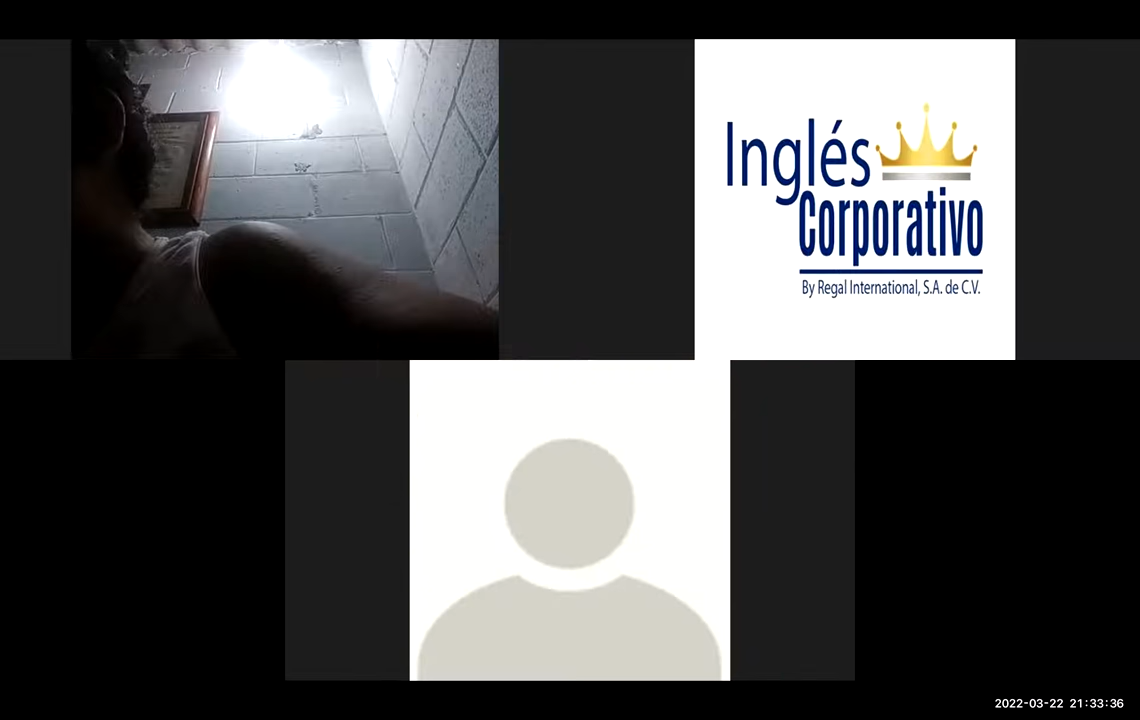 Inglés
Corporativo
By Regal International, S.A. de C.V.
2022-03-22 21:33:36